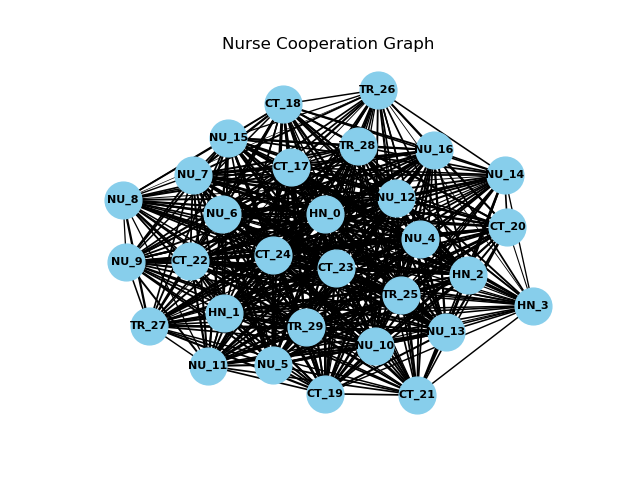 Nurse Cooperation Graph
TR_26
CT_18
NU_15
TR_28
NU_16
CT_17
NU_7
NU_14
NU_8
NU_12
NU_6
HN_0
CT_20
NU_4
CT_24
NU_9
CT_22
CT_23
HN_2
TR_25
HN_3
HN_1
TR_27
TR_29
NU_13
NU_10
NU_11
NU_5
CT_19
CT_21